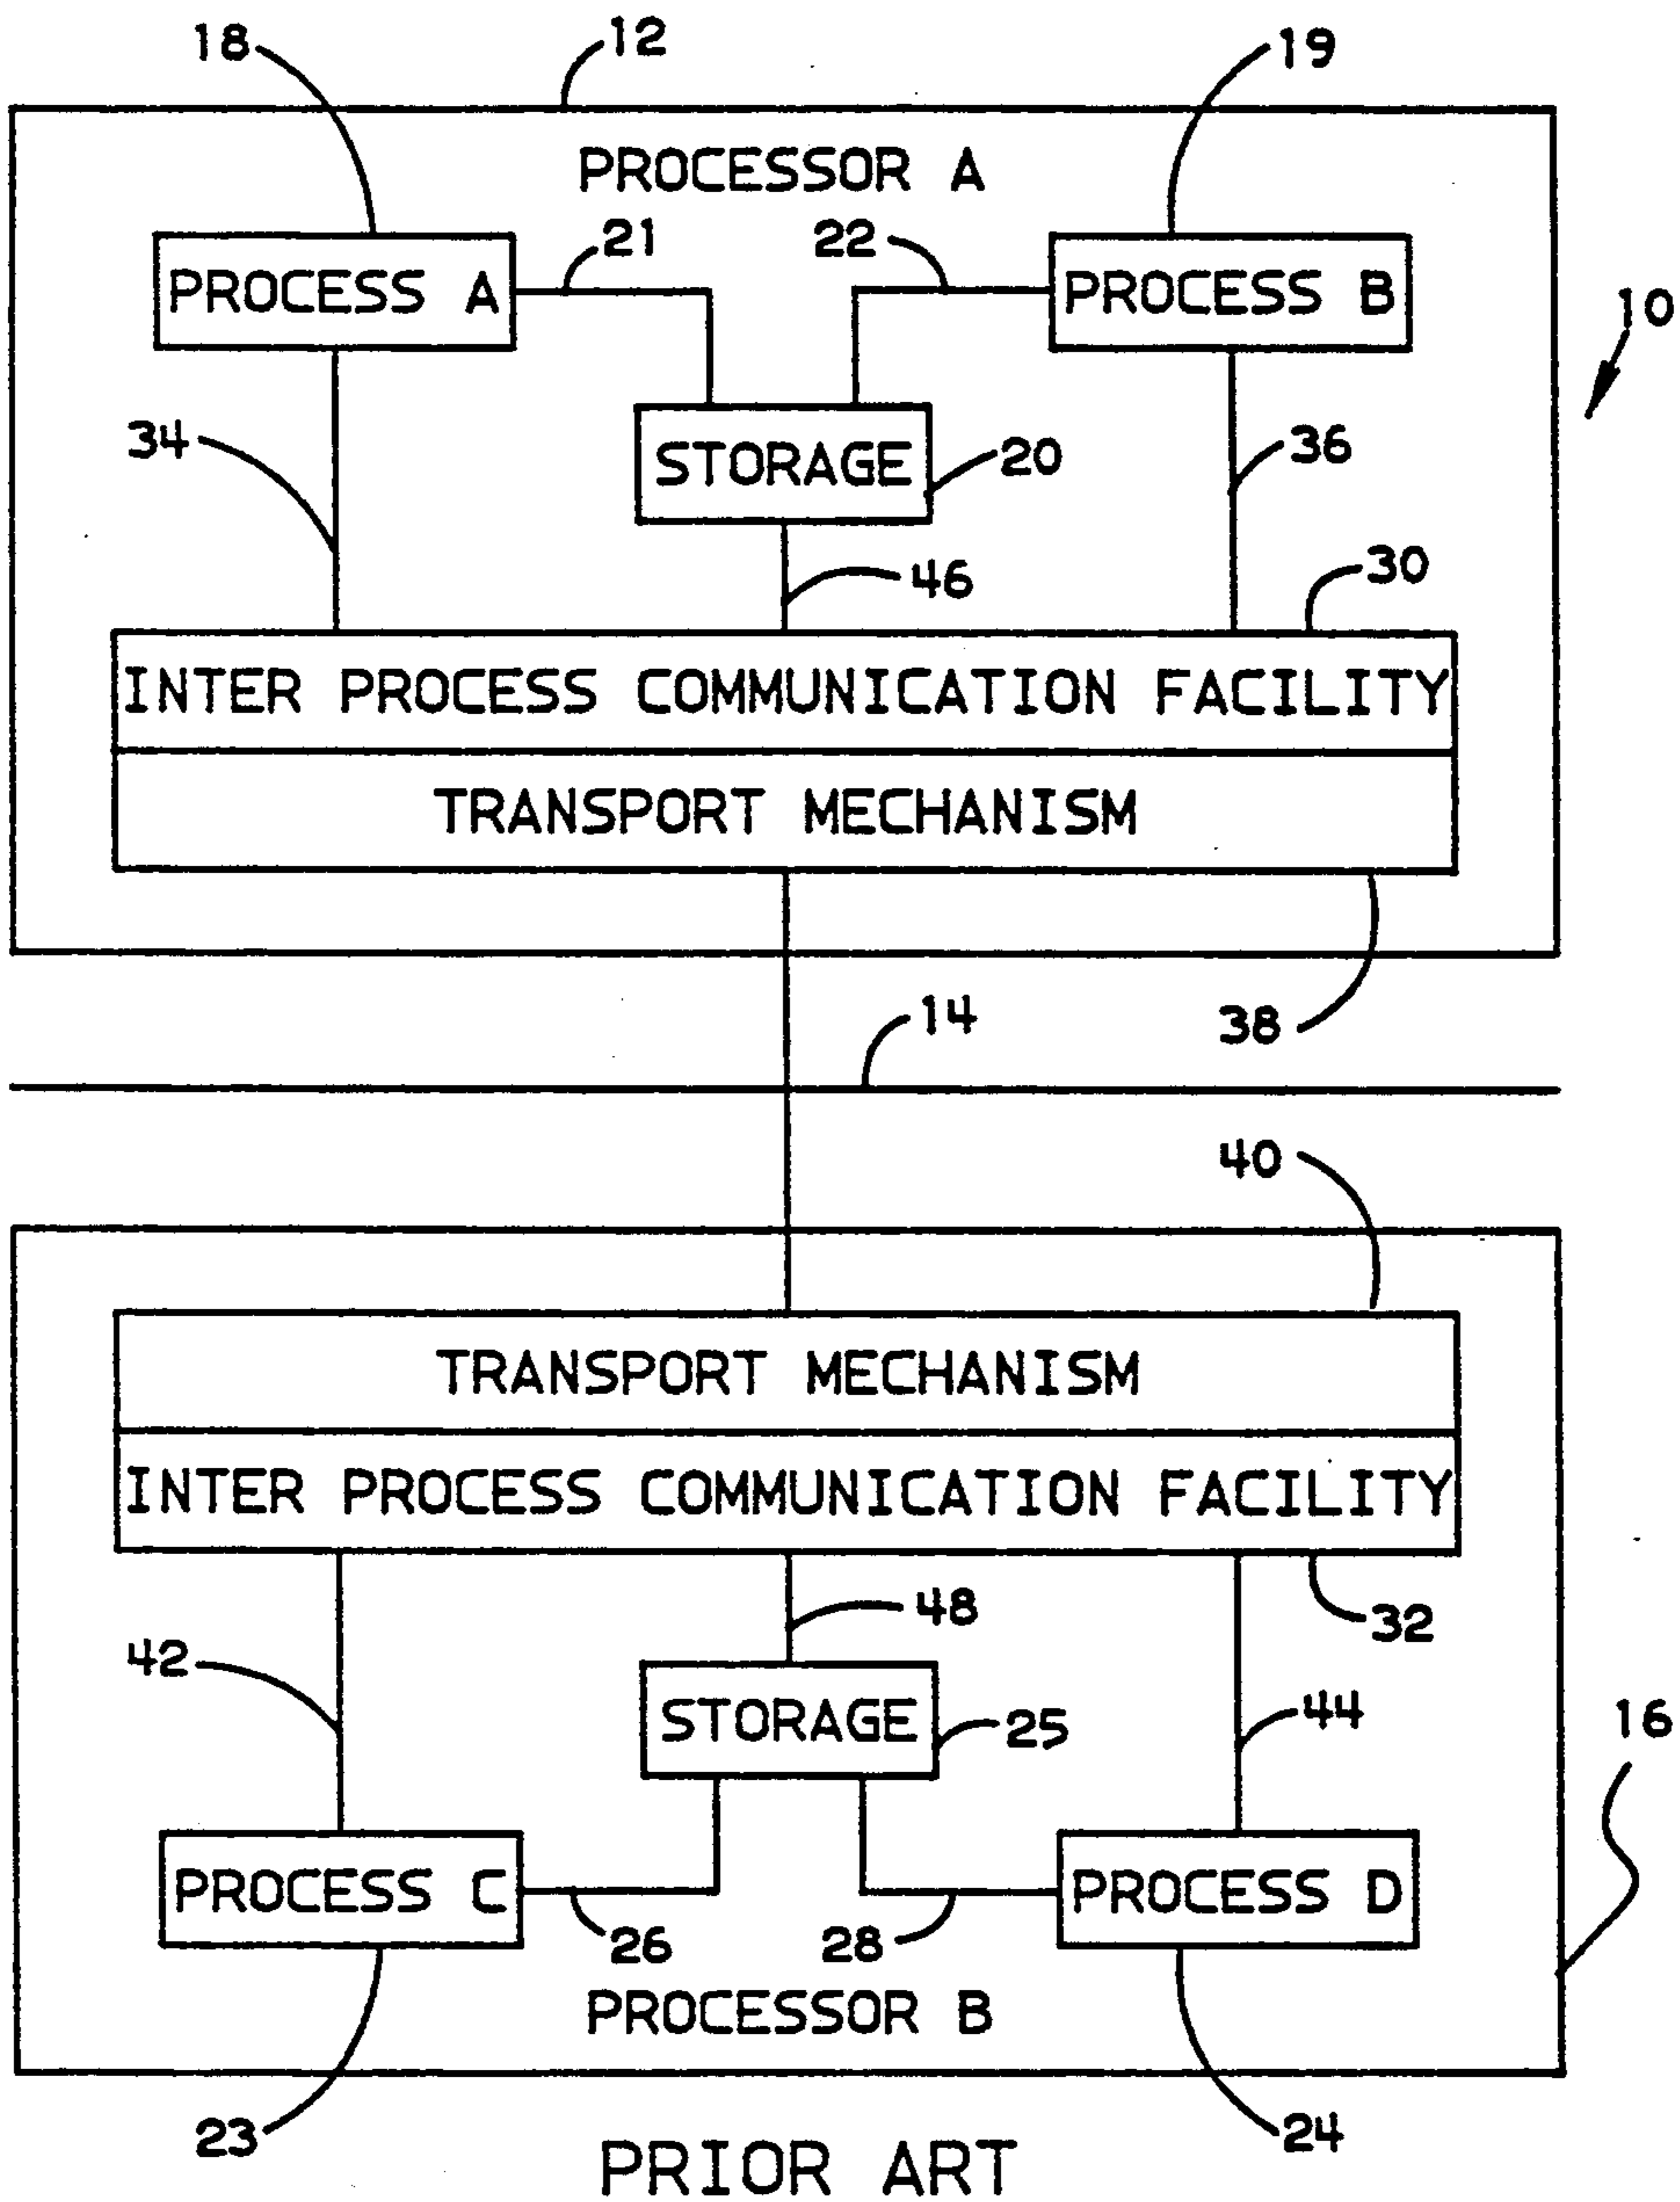 18
12
19
PROCESSOR A
21
22
PROCESS A
PROCESS B
10
34
STORAGE
20
36
46
30
INTER PROCESS COMMUNICATION FACILITY
TRANSPORT MECHANISM
14
38
40
TRANSPORT MECHANISM
INTER PROCESS COMMUNICATION FACILITY
48
32
42
STORAGE
25
44
16
PROCESS C
PROCESS D
26
28
PROCESSOR B
23
24
PRIOR ART